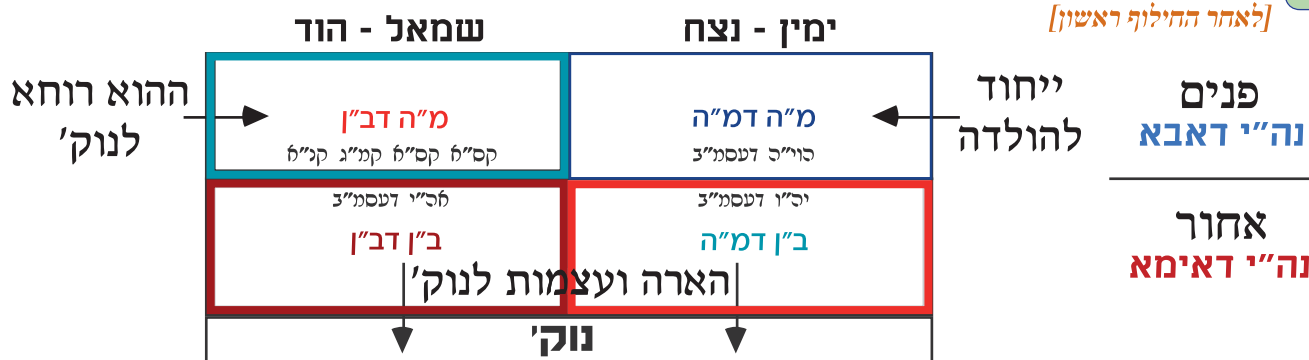 [לאחר החילוף ראשון]
ימין - נצח
שמאל - הוד
פנים
נה"י דאבא
ייחוד
להולדה
מ"ה דמ"ה
הוי"ה דעסמ"ב
מ"ה דב"ן
קס"א קס"א קמ"ג קנ"א
ההוא רוחא
לנוק'
אחור
נה"י דאימא
יה"ו דעסמ"ב
ב"ן דמ"ה
אה"י דעסמ"ב
ב"ן דב"ן
הארה ועצמות לנוק'
נוק'